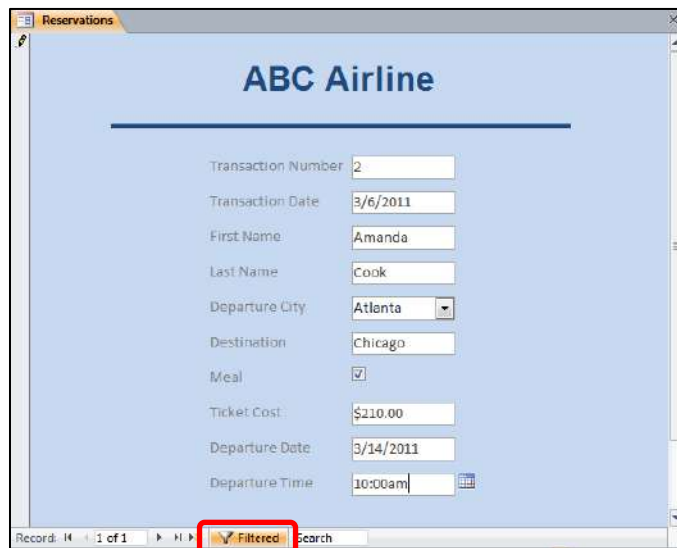 Reservations
ABC Airline
Transaction Number 2
Transaction Date 3/6/2011
First Name Amanda
Last Name Cook
Departure City Atlanta
Destination Chicago
Meal
Ticket Cost $210.00
Departure Date 3/14/2011
Departure Time 10:00am
Record: 1 of 1 Filtered Search